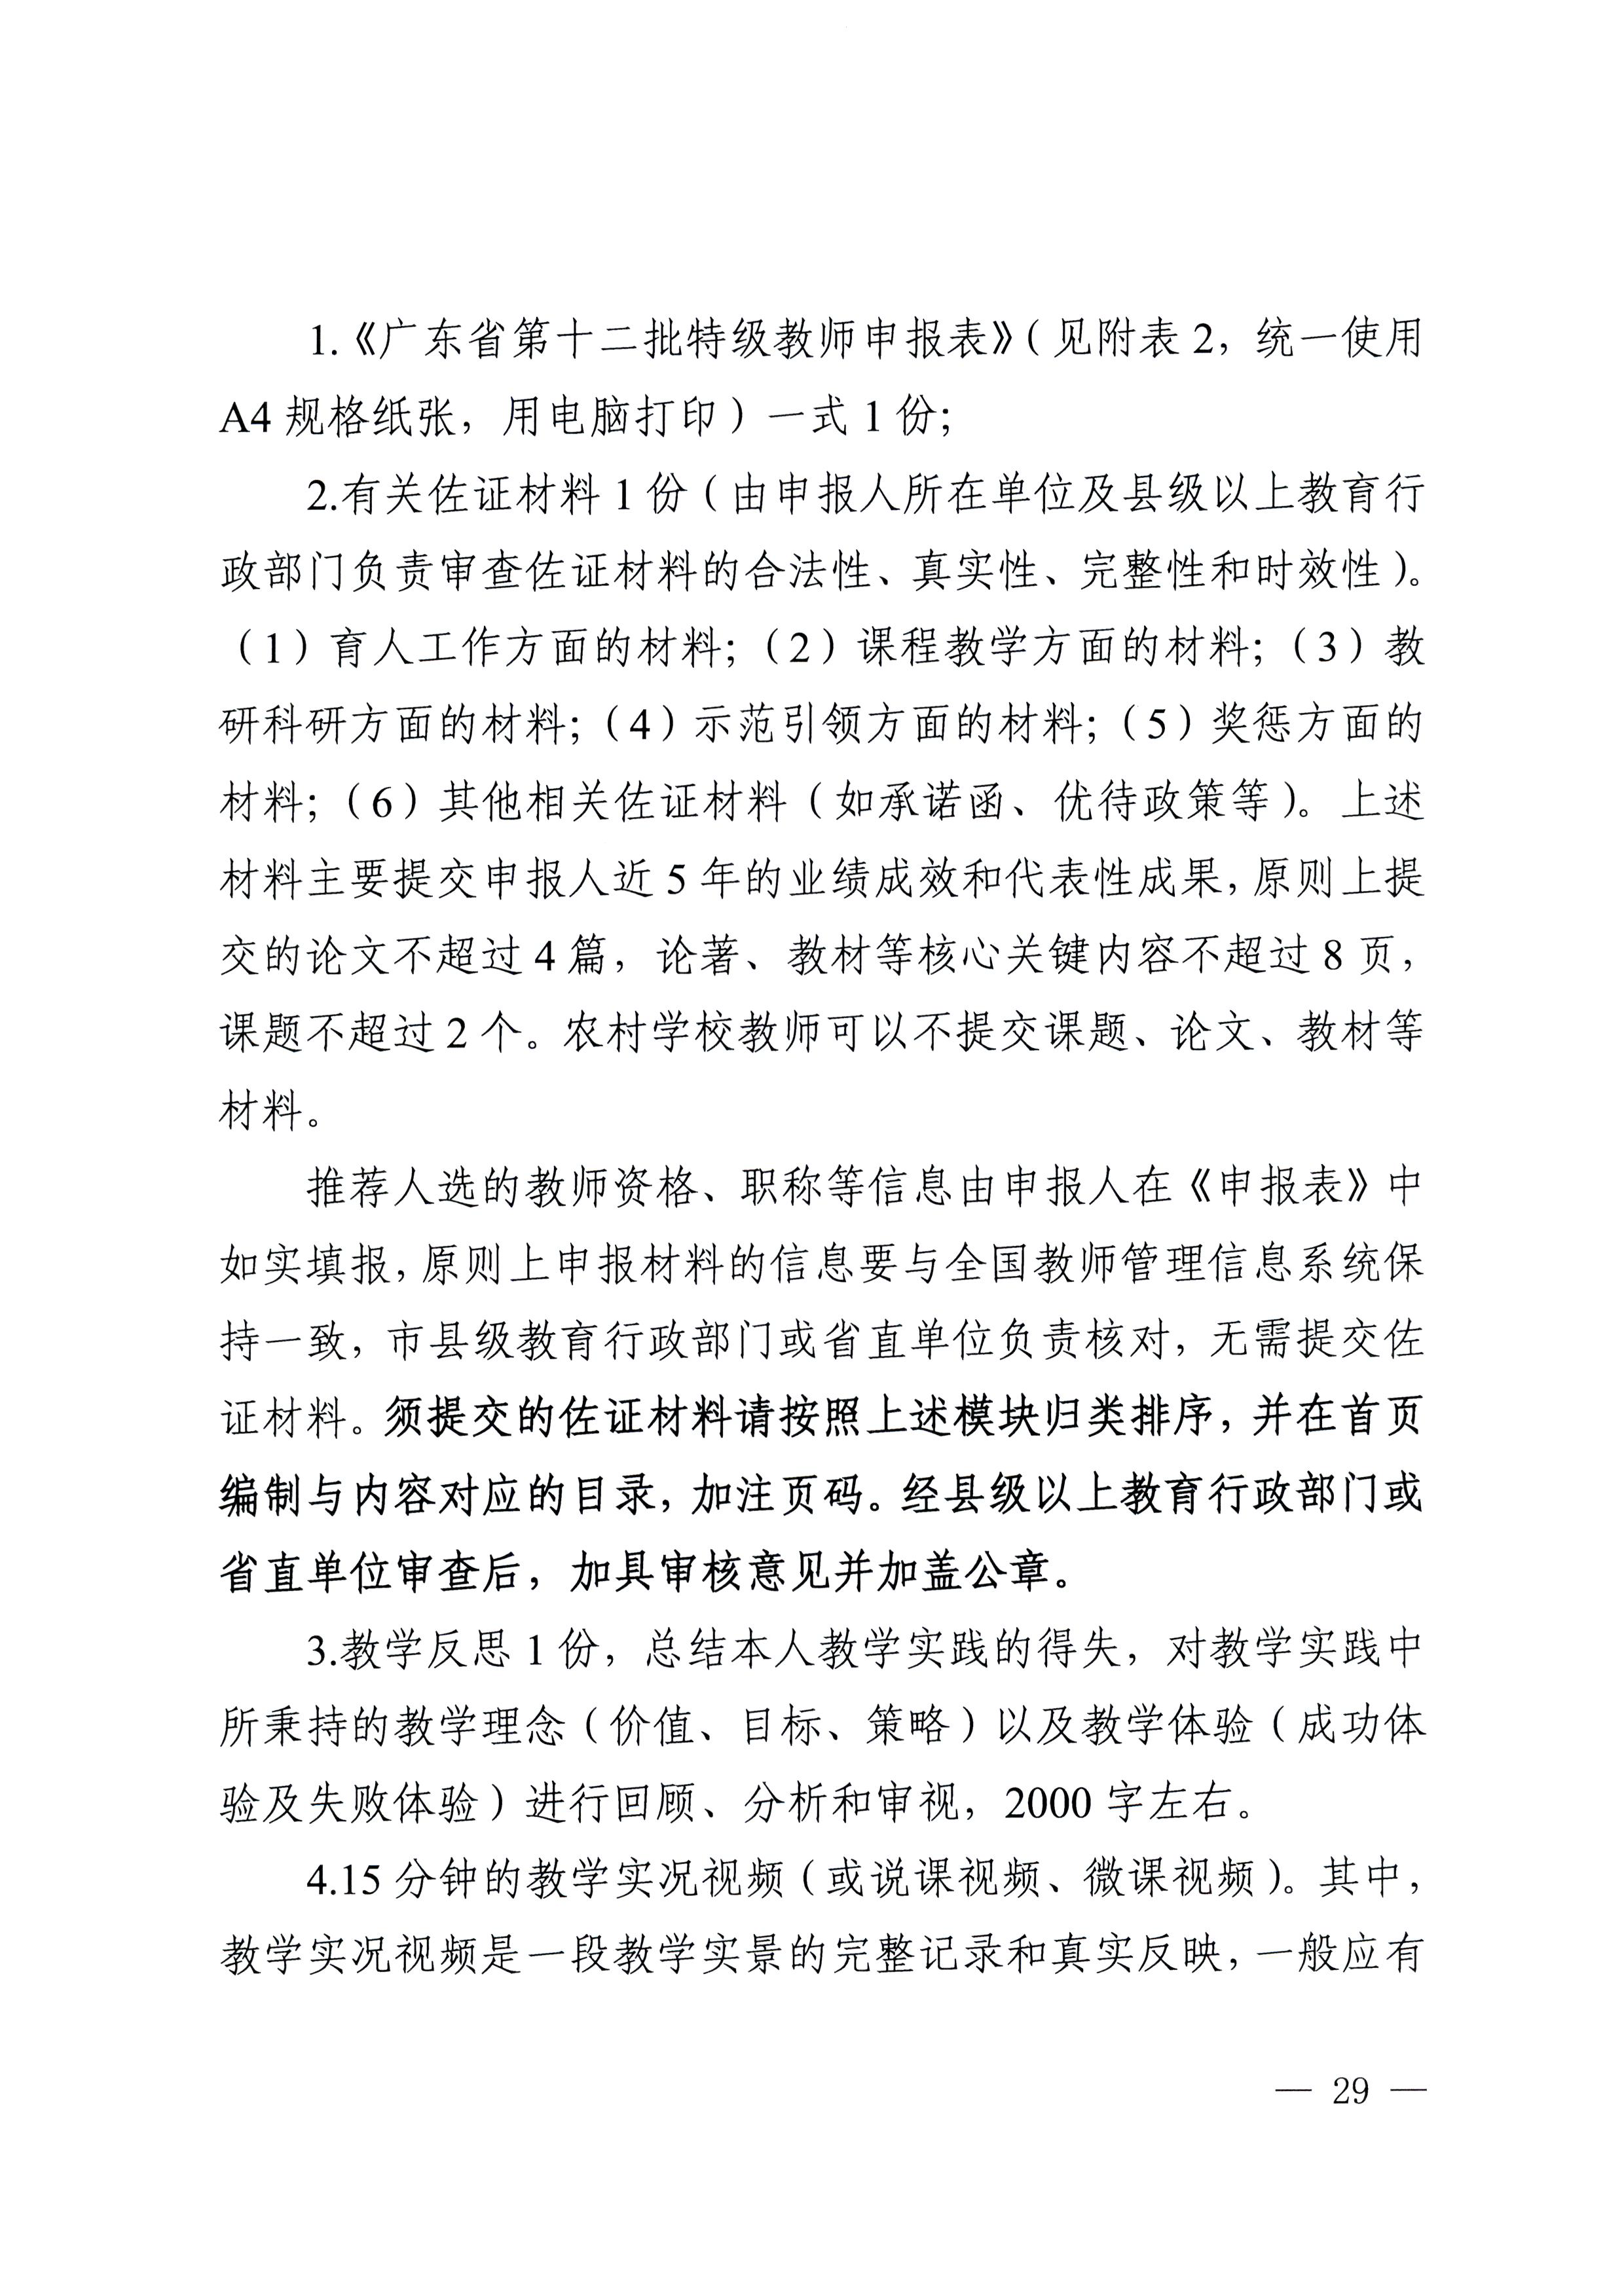 1.《广东省第十二批特级教师申报表》（见附表 2，统一使用
A4 规格纸张，用电脑打印）一式 1 份；
2.有关佐证材料 1 份（由申报人所在单位及县级以上教育行
政部门负责审查佐证材料的合法性、真实性、完整性和时效性）。
（1）育人工作方面的材料；（2）课程教学方面的材料；（3）教
研科研方面的材料；（4）示范引领方面的材料；（5）奖惩方面的
材料；（6）其他相关佐证材料（如承诺函、优待政策等）。上述
材料主要提交申报人近 5 年的业绩成效和代表性成果，原则上提
交的论文不超过 4 篇，论著、教材等核心关键内容不超过 8 页，
课题不超过 2 个。农村学校教师可以不提交课题、论文、教材等
材料。
推荐人选的教师资格、职称等信息由申报人在《申报表》中
如实填报，原则上申报材料的信息要与全国教师管理信息系统保
持一致，市县级教育行政部门或省直单位负责核对，无需提交佐
证材料。须提交的佐证材料请按照上述模块归类排序，并在首页
编制与内容对应的目录，加注页码。经县级以上教育行政部门或
省直单位审查后，加具审核意见并加盖公章。
3.教学反思 1 份，总结本人教学实践的得失，对教学实践中
所秉持的教学理念（价值、目标、策略）以及教学体验（成功体
验及失败体验）进行回顾、分析和审视，2000 字左右。
4.15 分钟的教学实况视频（或说课视频、微课视频）。其中，
教学实况视频是一段教学实景的完整记录和真实反映，一般应有
— 29 —